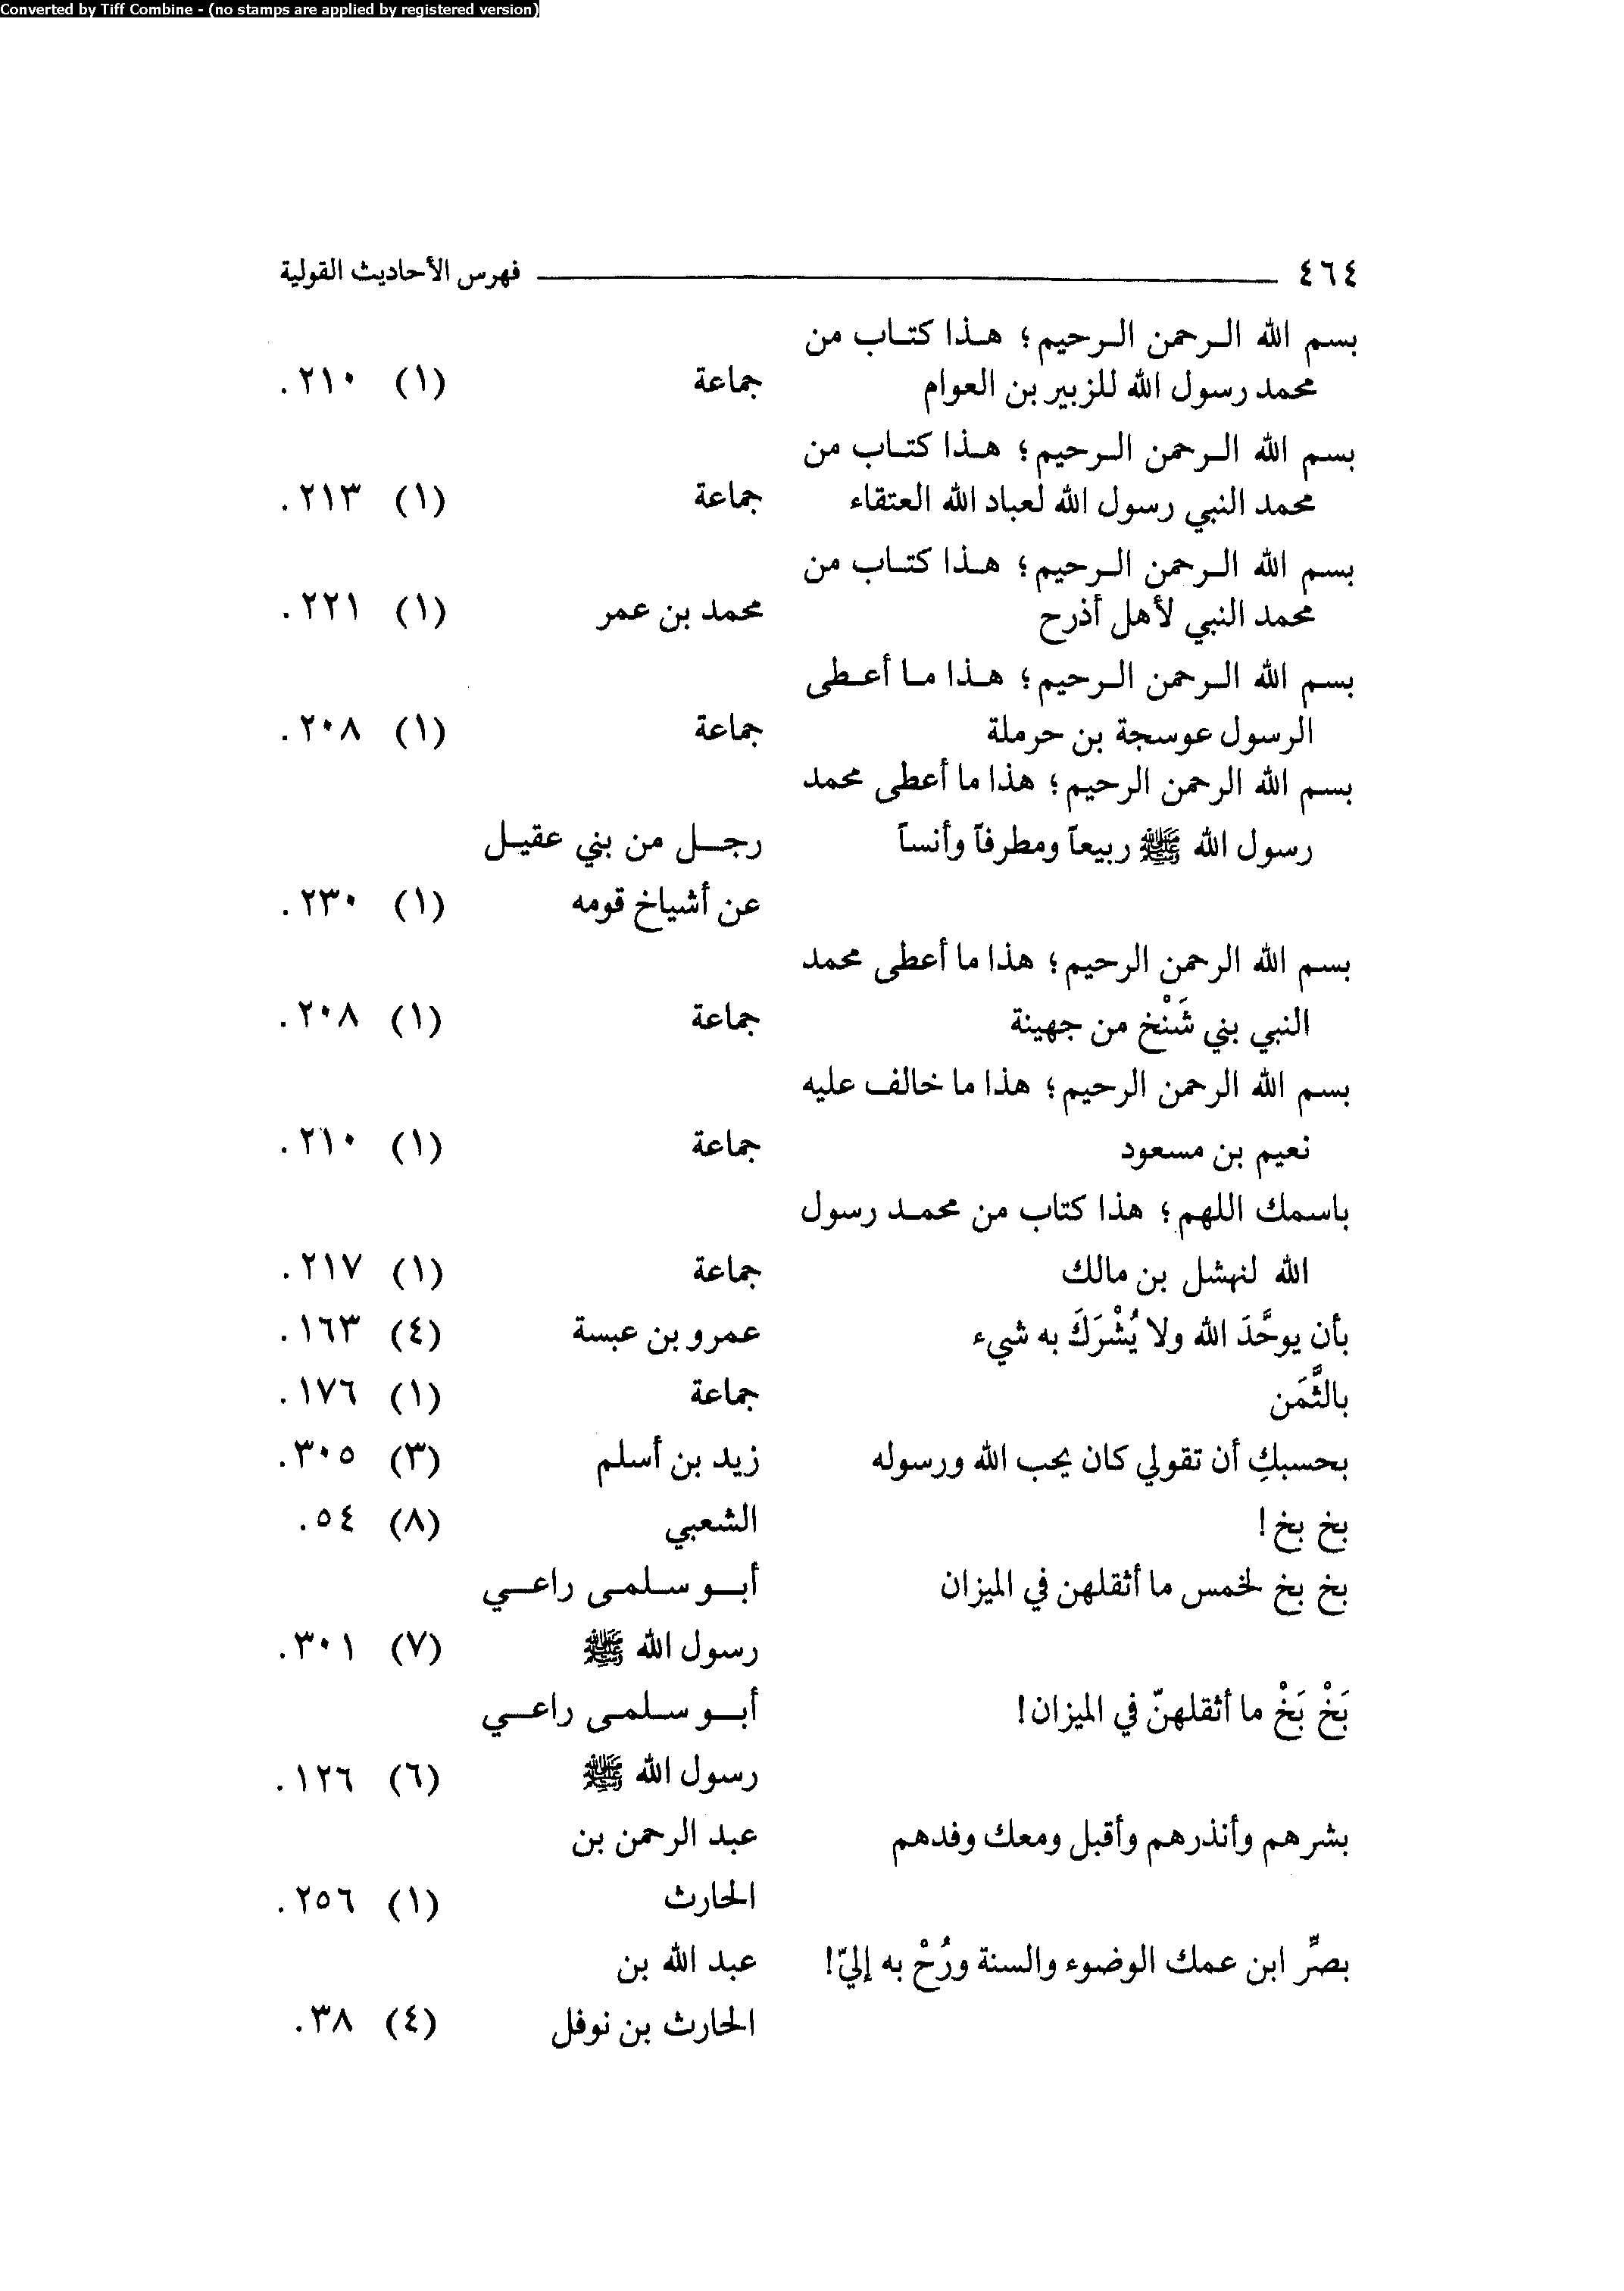 Converted by Tiff Combine - (no stamps are applied by registered version)
٤٦٤ فهرس الأحاديث القولية
بسم الله الرحمن الرحيم؛ هذا كتاب من
محمد رسول الله للزبير بن العوام جماعة (١) ٢١٠.
بسم الله الرحمن الرحيم؛ هذا كتاب من
محمد النبي رسول الله لعباد الله العتقاء جماعة (١) ٢١٣.
بسم الله الرحمن الرحيم؛ هذا كتاب من
محمد النبي لأهل أذرح محمد بن عمر (١) ٢٢١.
بسم الله الرحمن الرحيم؛ هذا ما أعطى
الرسول عوسجة بن حرملة جماعة (١) ٢٠٨.
بسم الله الرحمن الرحيم؛ هذا ما أعطى محمد
رسول الله ﷺ ربيعاً ومطرفاً وأنساً رجل من بني عقيل
عن أشياخ قومه (١) ٢٣٠.
بسم الله الرحمن الرحيم؛ هذا ما أعطى محمد
النبي بني شَنْخ من جهينة جماعة (١) ٢٠٨.
بسم الله الرحمن الرحيم؛ هذا ما خالف عليه
نعيم بن مسعود جماعة (١) ٢١٠.
باسمك اللهم؛ هذا كتاب من محمد رسول
الله لنهشل بن مالك جماعة (١) ٢١٧.
بأن يوحَّدَ الله ولا يُشْرَكَ به شيء عمرو بن عبسة (٤) ١٦٣.
بالثَّمَن جماعة (١) ١٧٦.
بحسبكِ أن تقولي كان يحب الله ورسوله زيد بن أسلم (٣) ٣٠٥.
بخ بخ! الشعبي (٨) ٥٤.
بخ بخ لخمس ما أثقلهن في الميزان أبو سلمى راعي
رسول الله ﷺ (٧) ٣٠١.
بَخْ بَخْ ما أثقلهنّ في الميزان! أبو سلمى راعي
رسول الله ﷺ (٦) ١٢٦.
بشرهم وأنذرهم وأقبل ومعك وفدهم عبد الرحمن بن
الحارث (١) ٢٥٦.
بصِّر ابن عمك الوضوء والسنة ورُحْ به إليّ! عبد الله بن
الحارث بن نوفل (٤) ٣٨.